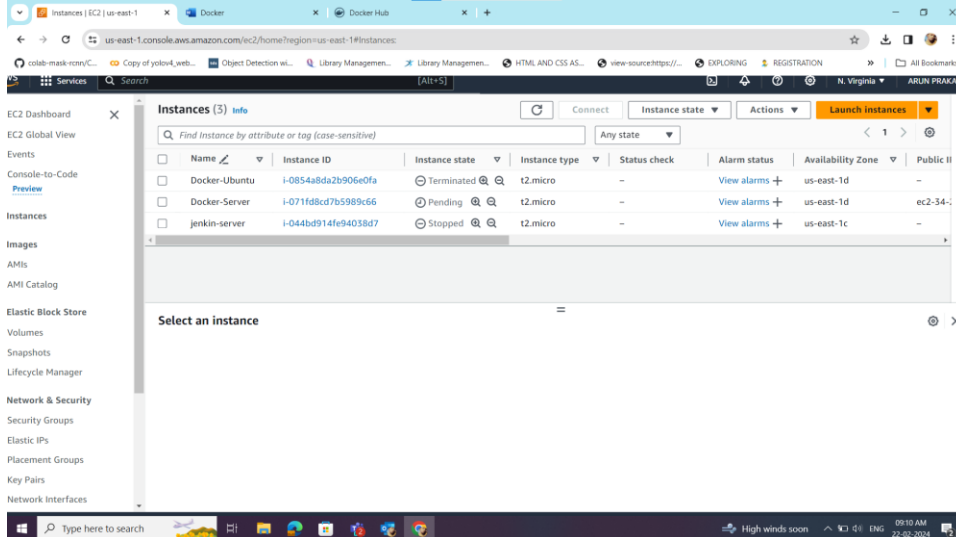 Instances | EC2 | us-east-1
Docker
Docker Hub
us-east-1.console.aws.amazon.com/ec2/home?region=us-east-1#Instances:
colab-mask-rcnn/C...
Copy of yolov4_web...
Object Detection wi...
Library Managemen...
Library Managemen...
HTML AND CSS AS...
view-source:https://...
EXPLORING
REGISTRATION
»
All Bookmarks
Services
Search
[Alt+S]
N. Virginia
ARUN PRAKA
EC2 Dashboard
EC2 Global View
Events
Console-to-Code
Preview
Instances
Images
AMIs
AMI Catalog
Elastic Block Store
Volumes
Snapshots
Lifecycle Manager
Network & Security
Security Groups
Elastic IPs
Placement Groups
Key Pairs
Network Interfaces
Instances (3) Info
Connect
Instance state
Actions
Launch instances
Find Instance by attribute or tag (case-sensitive)
Any state
1
Name Instance ID Instance state Instance type Status check Alarm status Availability Zone Public I
Docker-Ubuntu i-0854a8da2b906e0fa Terminated t2.micro – View alarms + us-east-1d –
Docker-Server i-071fd8cd7b5989c66 Pending t2.micro – View alarms + us-east-1d ec2-34-
jenkin-server i-044bd914fe94038d7 Stopped t2.micro – View alarms + us-east-1c –
Select an instance
Type here to search
High winds soon
ENG
09:10 AM
22-02-2024